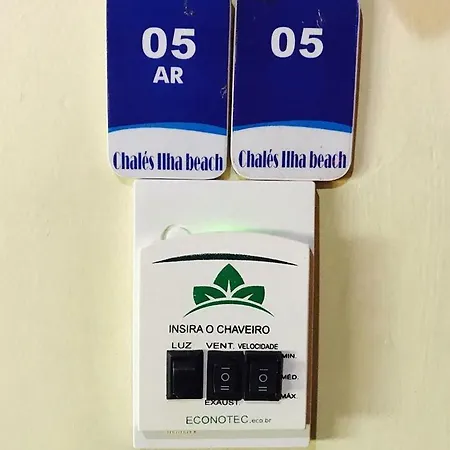 05
AR
Chalés Ilha beach
05
Chalés Ilha beach
INSIRA O CHAVEIRO
LUZ VENT. VELOCIDADE
MIN.
MÉD.
MÁX.
EXAUST.
ECONOTEC.eco.br